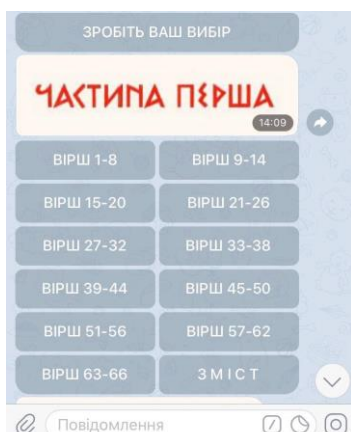 ЗРОБІТЬ ВАШ ВИБІР
ЧАСТИНА ПЕРША
14:09
ВІРШ 1-8 ВІРШ 9-14
ВІРШ 15-20 ВІРШ 21-26
ВІРШ 27-32 ВІРШ 33-38
ВІРШ 39-44 ВІРШ 45-50
ВІРШ 51-56 ВІРШ 57-62
ВІРШ 63-66 З М І С Т
Повідомлення